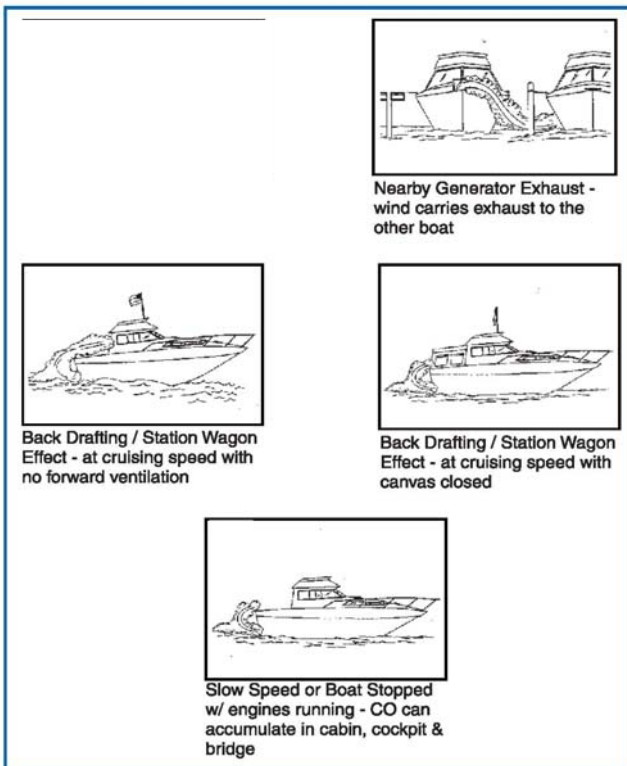 Nearby Generator Exhaust -
wind carries exhaust to the
other boat
Back Drafting / Station Wagon
Effect - at cruising speed with
no forward ventilation
Back Drafting / Station Wagon
Effect - at cruising speed with
canvas closed
Slow Speed or Boat Stopped
w/ engines running - CO can
accumulate in cabin, cockpit &
bridge